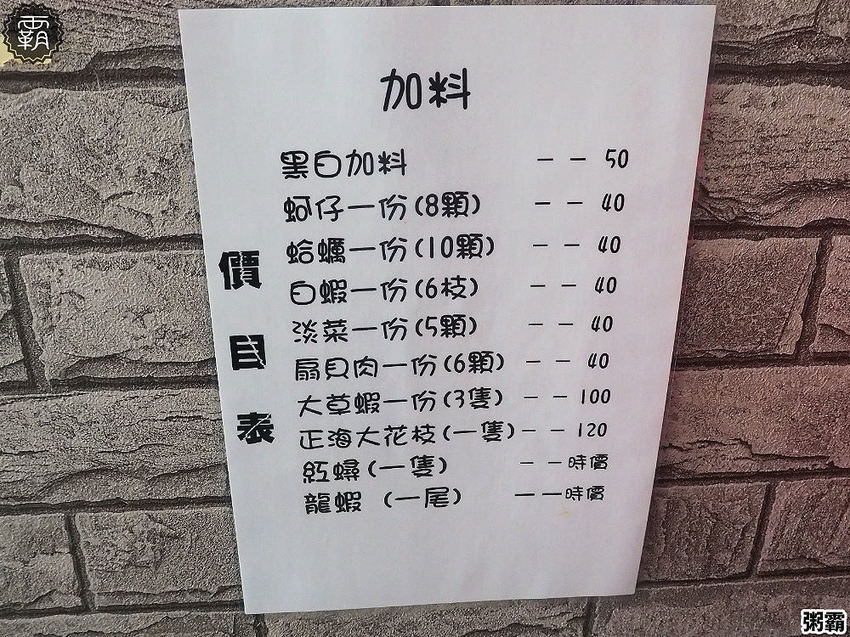 霸
加料
價目表
黑白加料 －－ 50
蚵仔一份(8顆) －－ 40
蛤蠣一份(10顆) －－ 40
白蝦一份(6枝) －－ 40
淡菜一份(5顆) －－ 40
扇貝肉一份(6顆) －－ 40
大草蝦一份(3隻) －－ 100
正海大花枝(一隻)－－ 120
紅蟳(一隻) －－時價
龍蝦 (一尾) －－時價
粥霸